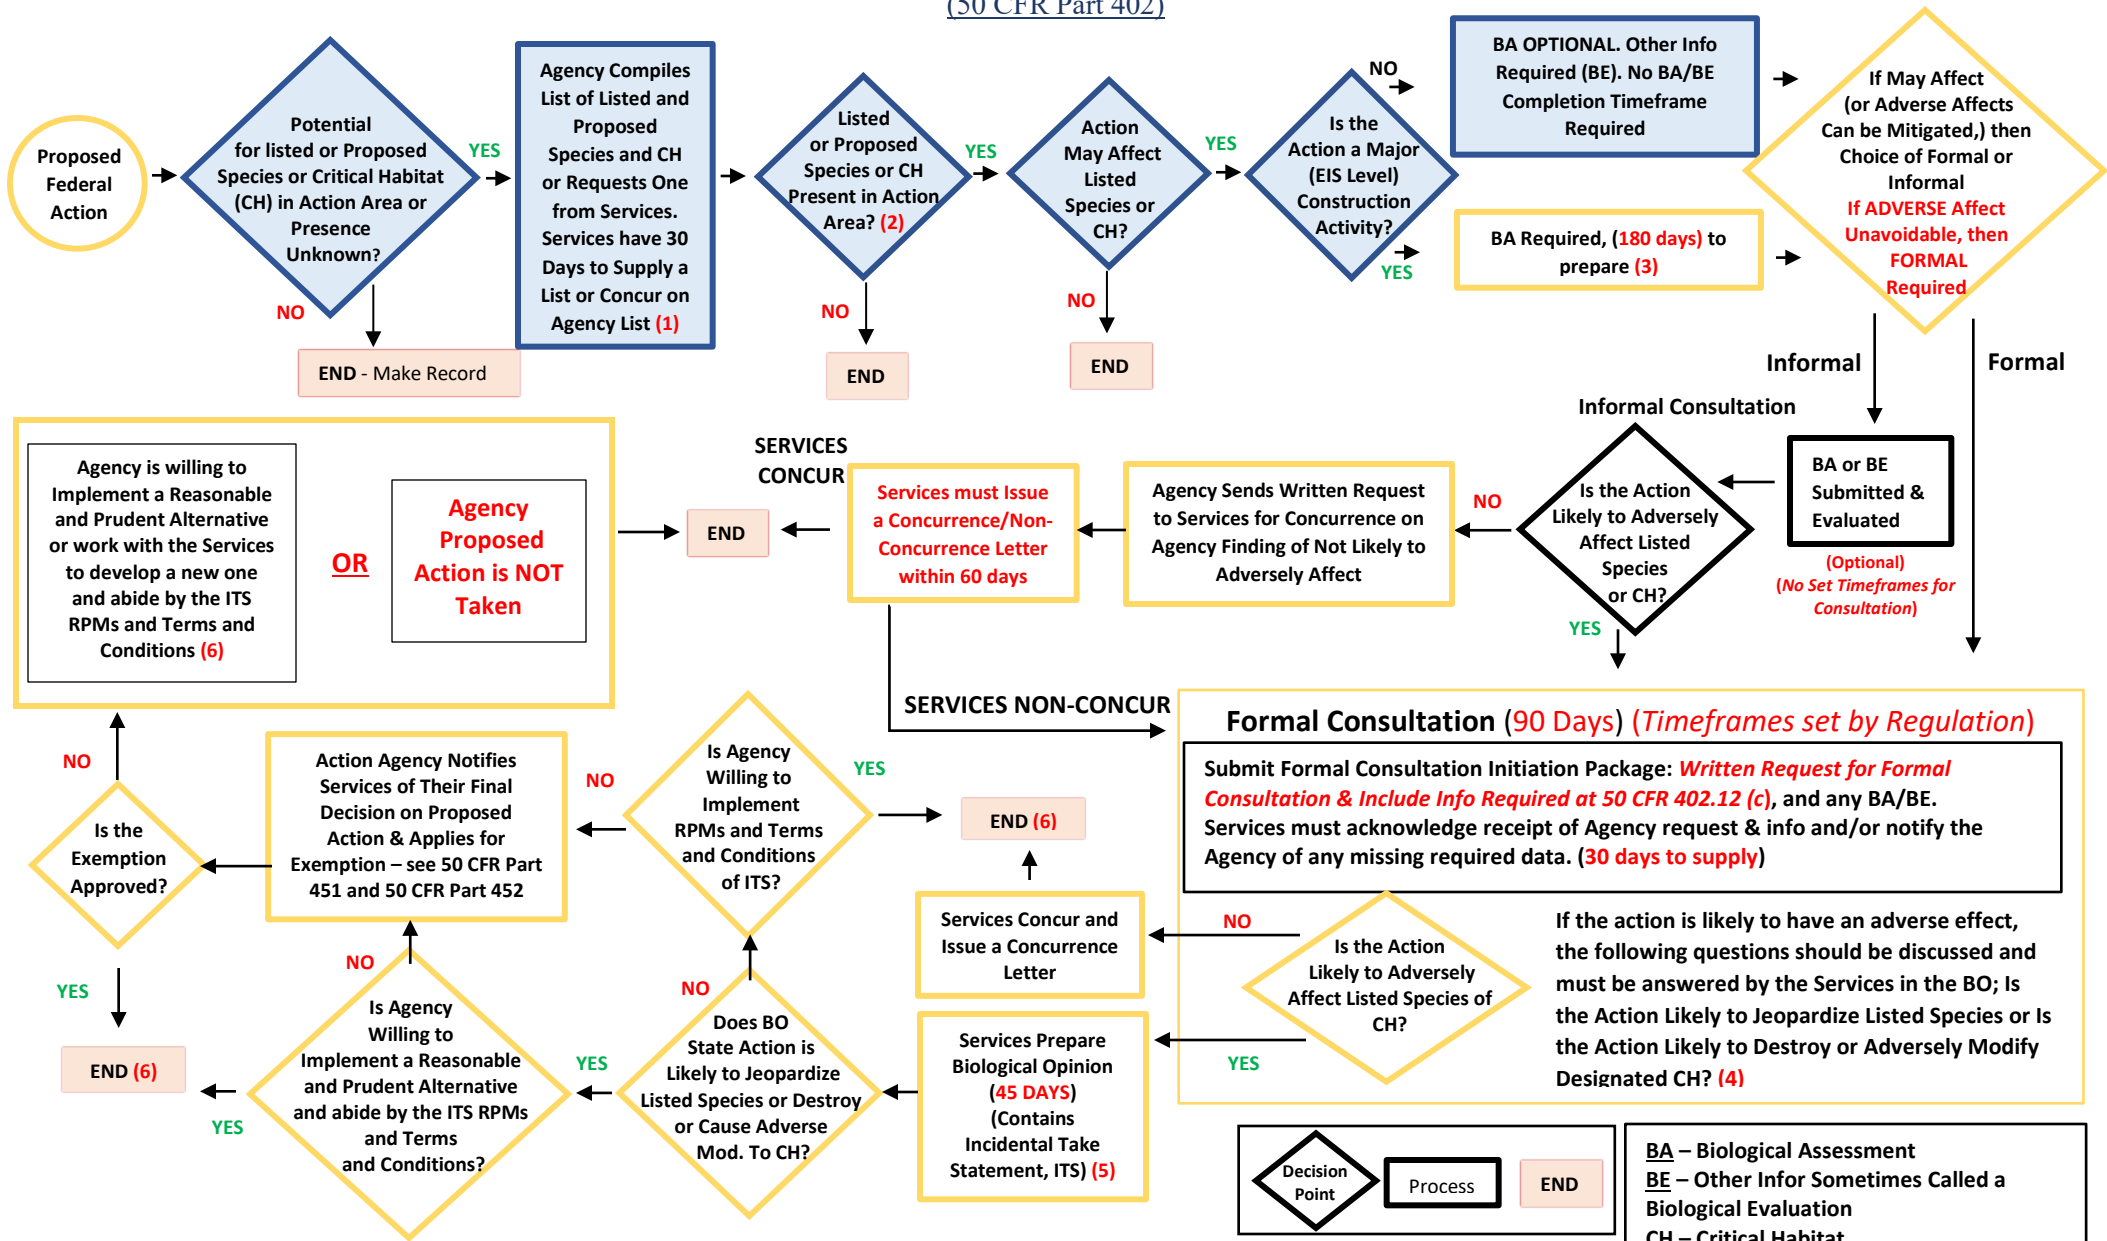 (50 CFR Part 402)
Proposed
Federal
Action
Potential
for listed or Proposed
Species or Critical Habitat
(CH) in Action Area or
Presence
Unknown?
YES
NO
END - Make Record
Agency Compiles
List of Listed and
Proposed
Species and CH
or Requests One
from Services.
Services have 30
Days to Supply a
List or Concur on
Agency List (1)
Listed
or Proposed
Species or CH
Present in Action
Area? (2)
YES
NO
END
Action
May Affect
Listed
Species or
CH?
YES
NO
END
Is the
Action a Major
(EIS Level)
Construction
Activity?
NO
YES
BA OPTIONAL. Other Info
Required (BE). No BA/BE
Completion Timeframe
Required
BA Required, (180 days) to
prepare (3)
If May Affect
(or Adverse Affects
Can be Mitigated,) then
Choice of Formal or
Informal
If ADVERSE Affect
Unavoidable, then
FORMAL
Required
Informal
Formal
Informal Consultation
BA or BE
Submitted &
Evaluated
(Optional)
(No Set Timeframes for
Consultation)
Is the Action
Likely to Adversely
Affect Listed
Species
or CH?
NO
YES
Agency Sends Written Request
to Services for Concurrence on
Agency Finding of Not Likely to
Adversely Affect
Services must Issue
a Concurrence/Non-
Concurrence Letter
within 60 days
SERVICES
CONCUR
END
SERVICES NON-CONCUR
Agency is willing to
Implement a Reasonable
and Prudent Alternative
or work with the Services
to develop a new one
and abide by the ITS
RPMs and Terms and
Conditions (6)
OR
Agency
Proposed
Action is NOT
Taken
Formal Consultation (90 Days) (Timeframes set by Regulation)
Submit Formal Consultation Initiation Package: Written Request for Formal
Consultation & Include Info Required at 50 CFR 402.12 (c), and any BA/BE.
Services must acknowledge receipt of Agency request & info and/or notify the
Agency of any missing required data. (30 days to supply)
Is the Action
Likely to Adversely
Affect Listed Species of
CH?
NO
YES
If the action is likely to have an adverse effect,
the following questions should be discussed and
must be answered by the Services in the BO; Is
the Action Likely to Jeopardize Listed Species or Is
the Action Likely to Destroy or Adversely Modify
Designated CH? (4)
Services Concur and
Issue a Concurrence
Letter
END (6)
Services Prepare
Biological Opinion
(45 DAYS)
(Contains
Incidental Take
Statement, ITS) (5)
Does BO
State Action is
Likely to Jeopardize
Listed Species or Destroy
or Cause Adverse
Mod. To CH?
NO
YES
Is Agency
Willing to
Implement
RPMs and Terms
and Conditions
of ITS?
YES
NO
Is Agency
Willing to
Implement a Reasonable
and Prudent Alternative
and abide by the ITS RPMs
and Terms
and Conditions?
NO
YES
Action Agency Notifies
Services of Their Final
Decision on Proposed
Action & Applies for
Exemption – see 50 CFR Part
451 and 50 CFR Part 452
Is the
Exemption
Approved?
NO
YES
END (6)
Decision
Point
Process
END
BA – Biological Assessment
BE – Other Infor Sometimes Called a
Biological Evaluation
CH – Critical Habitat